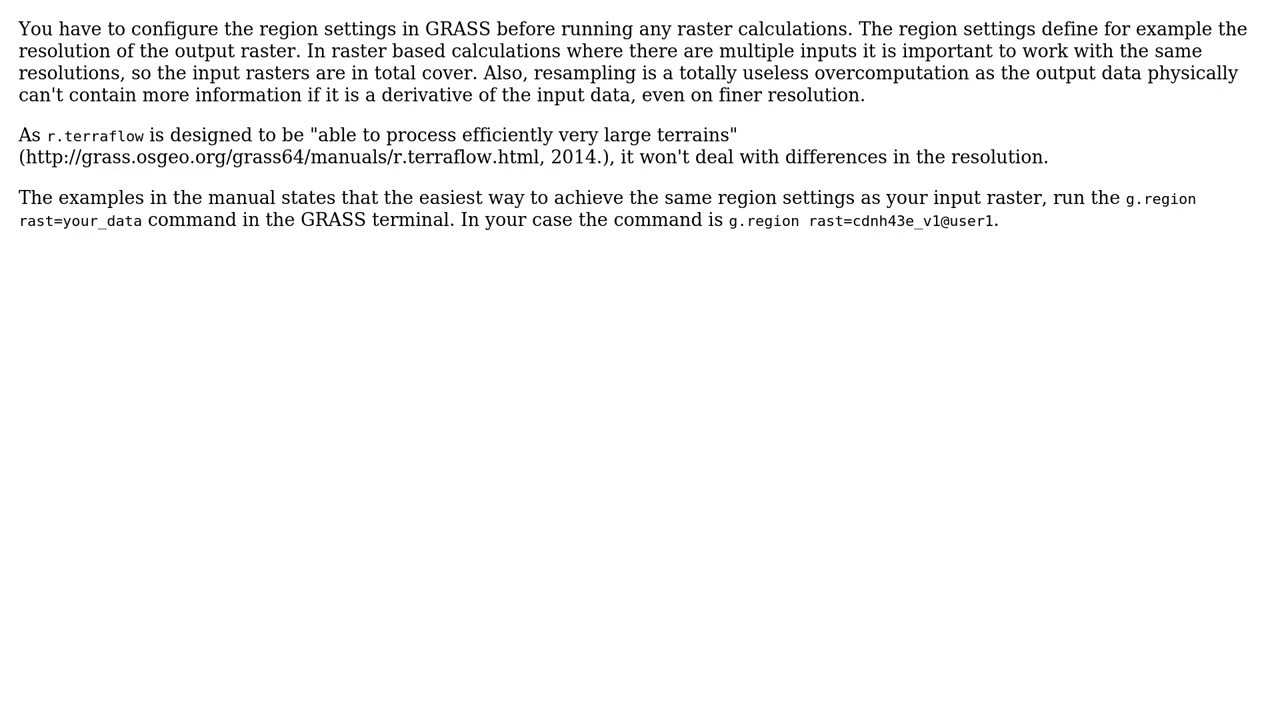 You have to configure the region settings in GRASS before running any raster calculations. The region settings define for example the
resolution of the output raster. In raster based calculations where there are multiple inputs it is important to work with the same
resolutions, so the input rasters are in total cover. Also, resampling is a totally useless overcomputation as the output data physically
can't contain more information if it is a derivative of the input data, even on finer resolution.
As r.terraflow is designed to be "able to process efficiently very large terrains"
(http://grass.osgeo.org/grass64/manuals/r.terraflow.html, 2014.), it won't deal with differences in the resolution.
The examples in the manual states that the easiest way to achieve the same region settings as your input raster, run the g.region
rast=your_data command in the GRASS terminal. In your case the command is g.region rast=cdnh43e_v1@user1.